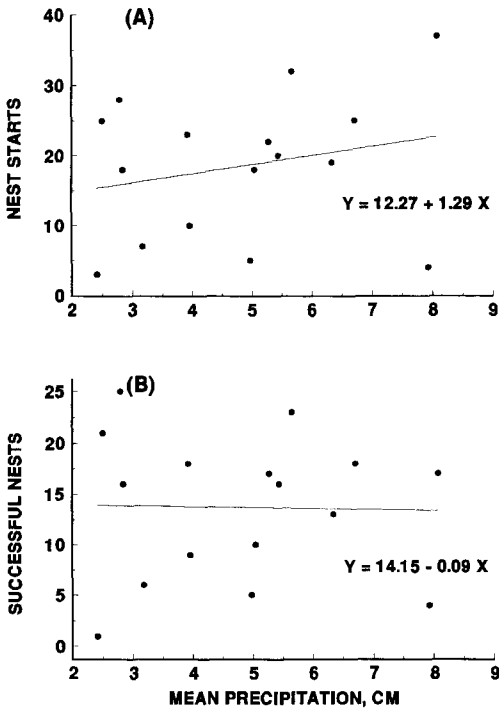 (A)
40
30
20
10
0
NEST STARTS
Y = 12.27 + 1.29 X
2 3 4 5 6 7 8 9
(B)
25
20
15
10
5
0
SUCCESSFUL NESTS
Y = 14.15 - 0.09 X
2 3 4 5 6 7 8 9
MEAN PRECIPITATION, CM